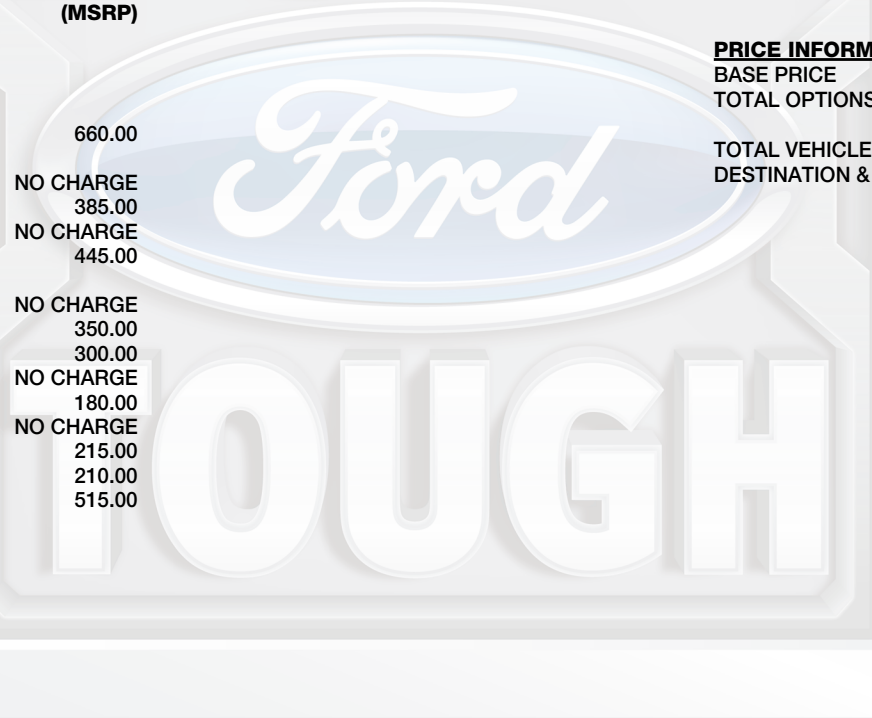 (MSRP)
660.00
NO CHARGE
385.00
NO CHARGE
445.00
NO CHARGE
350.00
300.00
NO CHARGE
180.00
NO CHARGE
215.00
210.00
515.00
PRICE INFORM
BASE PRICE
TOTAL OPTIONS
TOTAL VEHICLE
DESTINATION &
Ford
TOUGH